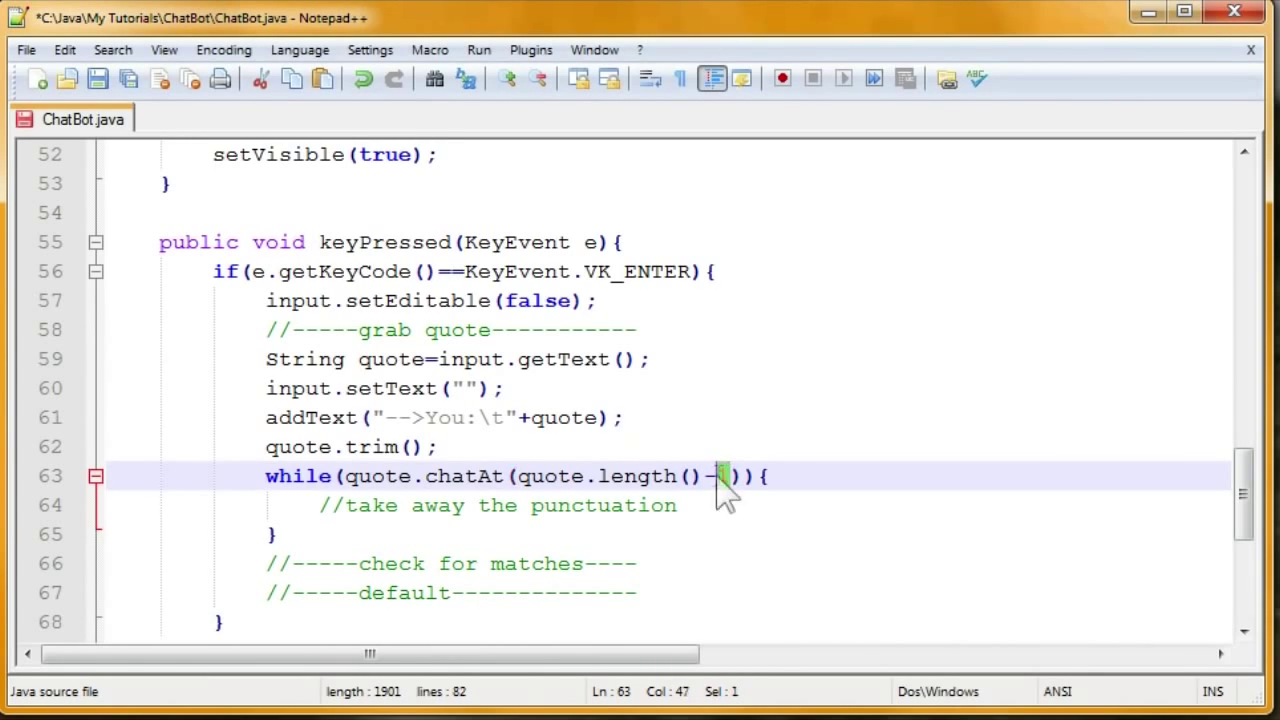 *C:\Java\My Tutorials\ChatBot\ChatBot.java - Notepad++
File Edit Search View Encoding Language Settings Macro Run Plugins Window ? X
ABC
ChatBot.java
52 setVisible(true);
53 }
54
55 public void keyPressed(KeyEvent e){
56 if(e.getKeyCode()==KeyEvent.VK_ENTER){
57 input.setEditable(false);
58 //-----grab quote-----------
59 String quote=input.getText();
60 input.setText("");
61 addText("-->You:\t"+quote);
62 quote.trim();
63 while(quote.chatAt(quote.length()-1)){
64 //take away the punctuation
65 }
66 //-----check for matches----
67 //-----default--------------
68 }
Java source file length : 1901 lines : 82 Ln : 63 Col : 47 Sel : 1 Dos\Windows ANSI INS